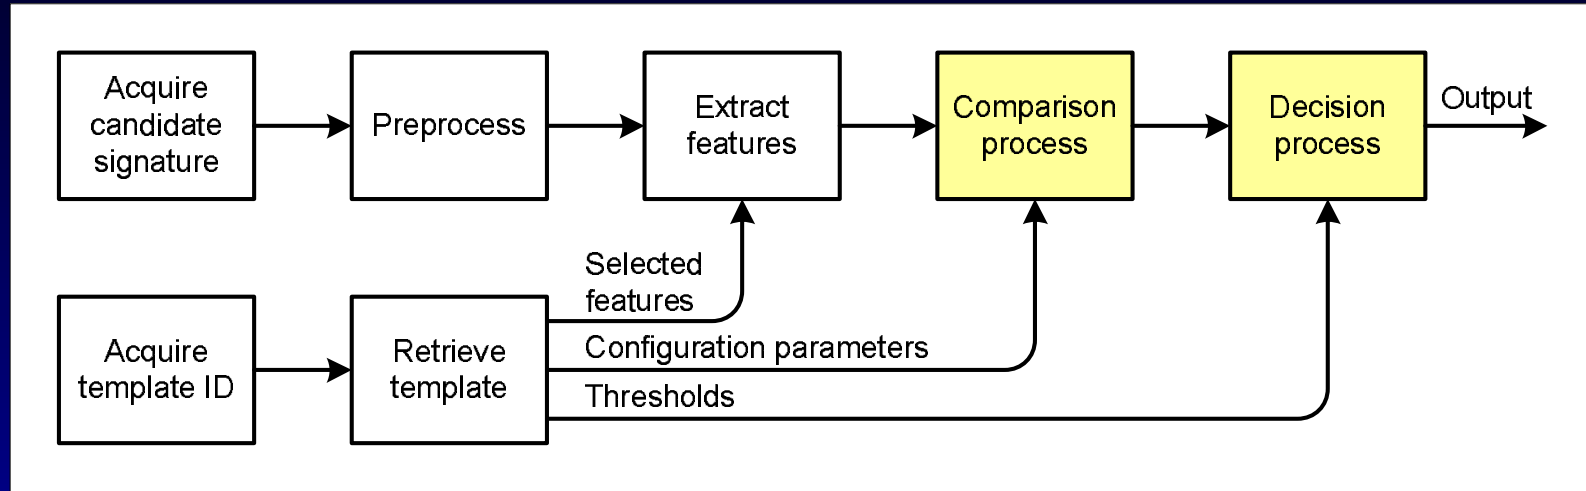 Acquire
candidate
signature
Preprocess
Extract
features
Comparison
process
Decision
process
Output
Selected
features
Configuration parameters
Thresholds
Acquire
template ID
Retrieve
template